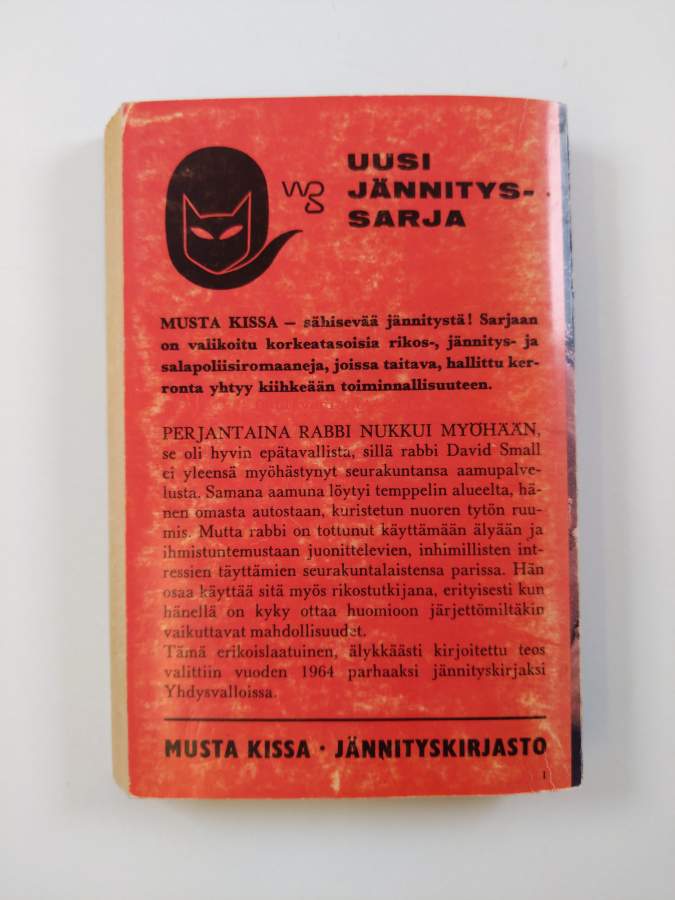 UUSI
JÄNNITYS-
SARJA
WS
MUSTA KISSA – sähisevää jännitystä! Sarjaan
on valikoitu korkeatasoisia rikos-, jännitys- ja
salapoliisiromaaneja, joissa taitava, hallittu ker-
ronta yhtyy kiihkeään toiminnallisuuteen.
PERJANTAINA RABBI NUKKUI MYÖHÄÄN,
se oli hyvin epätavallista, sillä rabbi David Small
ei yleensä myöhästynyt seurakuntansa aamupalve-
lusta. Samana aamuna löytyi temppelin alueelta, hä-
nen omasta autostaan, kuristetun nuoren tytön ruu-
mis. Mutta rabbi on tottunut käyttämään älyään ja
ihmistuntemustaan juonittelevien, inhimillisten int-
ressien täyttämien seurakuntalaistensa parissa. Hän
osaa käyttää sitä myös rikostutkijana, erityisesti kun
hänellä on kyky ottaa huomioon järjettömiltäkin
vaikuttavat mahdollisuudet.
Tämä erikoislaatuinen, älykkäästi kirjoitettu teos
valittiin vuoden 1964 parhaaksi jännityskirjaksi
Yhdysvalloissa.
MUSTA KISSA · JÄNNITYSKIRJASTO
1